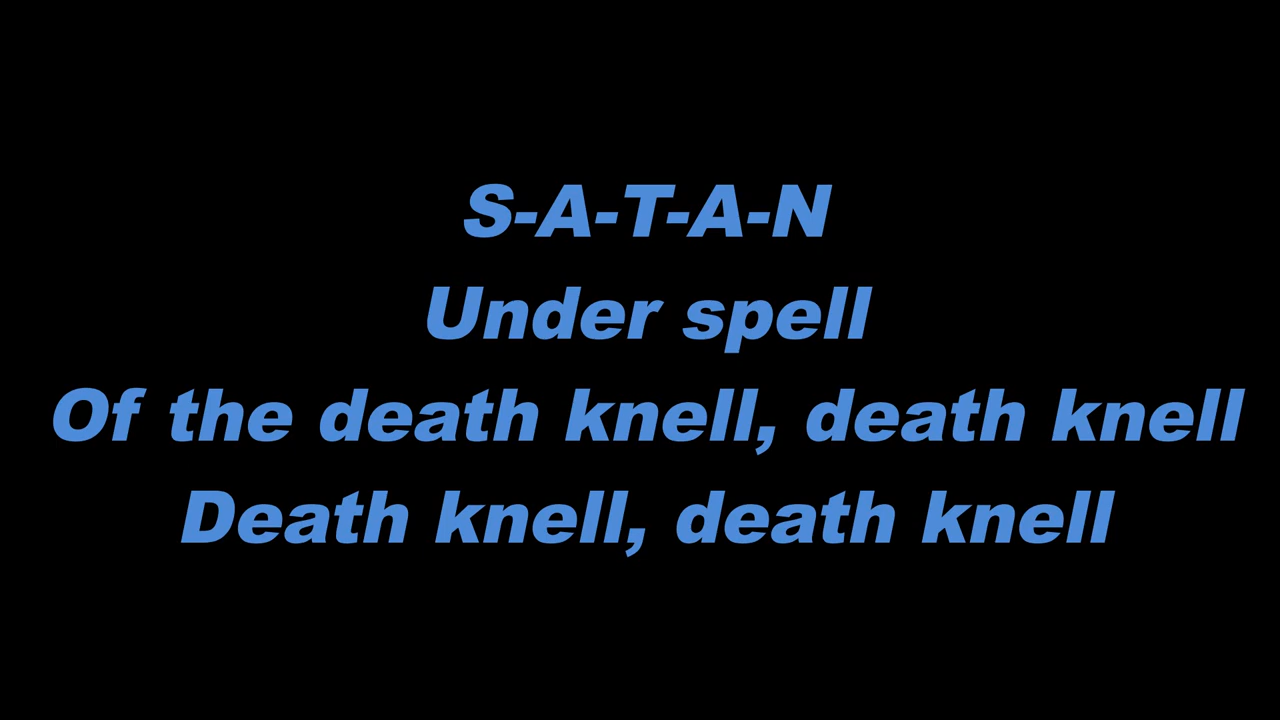 S-A-T-A-N
Under spell
Of the death knell, death knell
Death knell, death knell